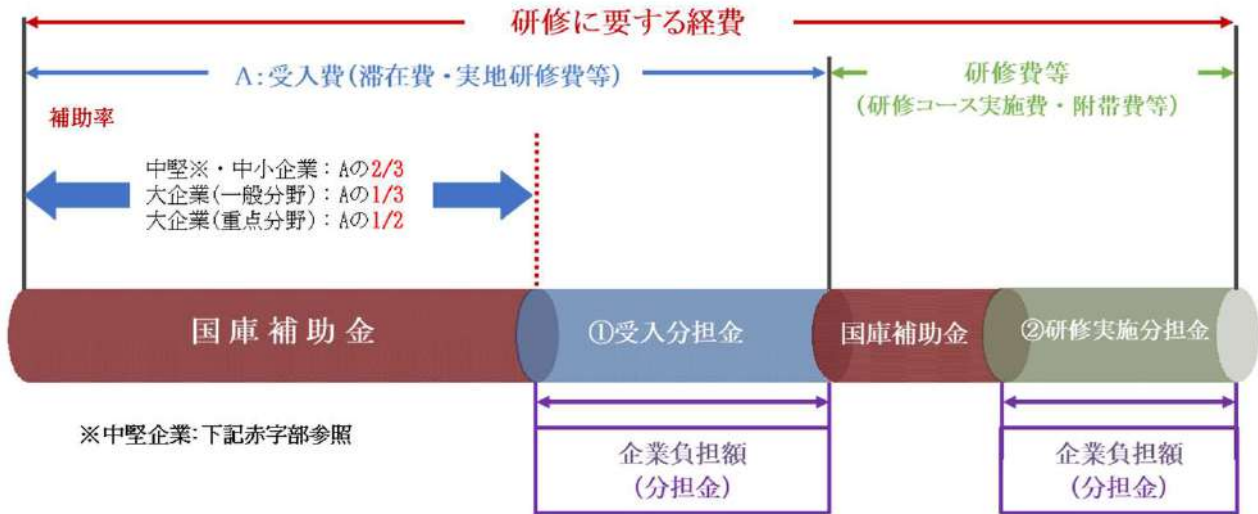 研修に要する経費
A:受入費(滞在費・実地研修費等)
研修費等
(研修コース実施費・附帯費等)
補助率
中堅※・中小企業：Aの2/3
大企業(一般分野)：Aの1/3
大企業(重点分野)：Aの1/2
国庫補助金
①受入分担金
国庫補助金
②研修実施分担金
※中堅企業:下記赤字部参照
企業負担額
(分担金)
企業負担額
(分担金)